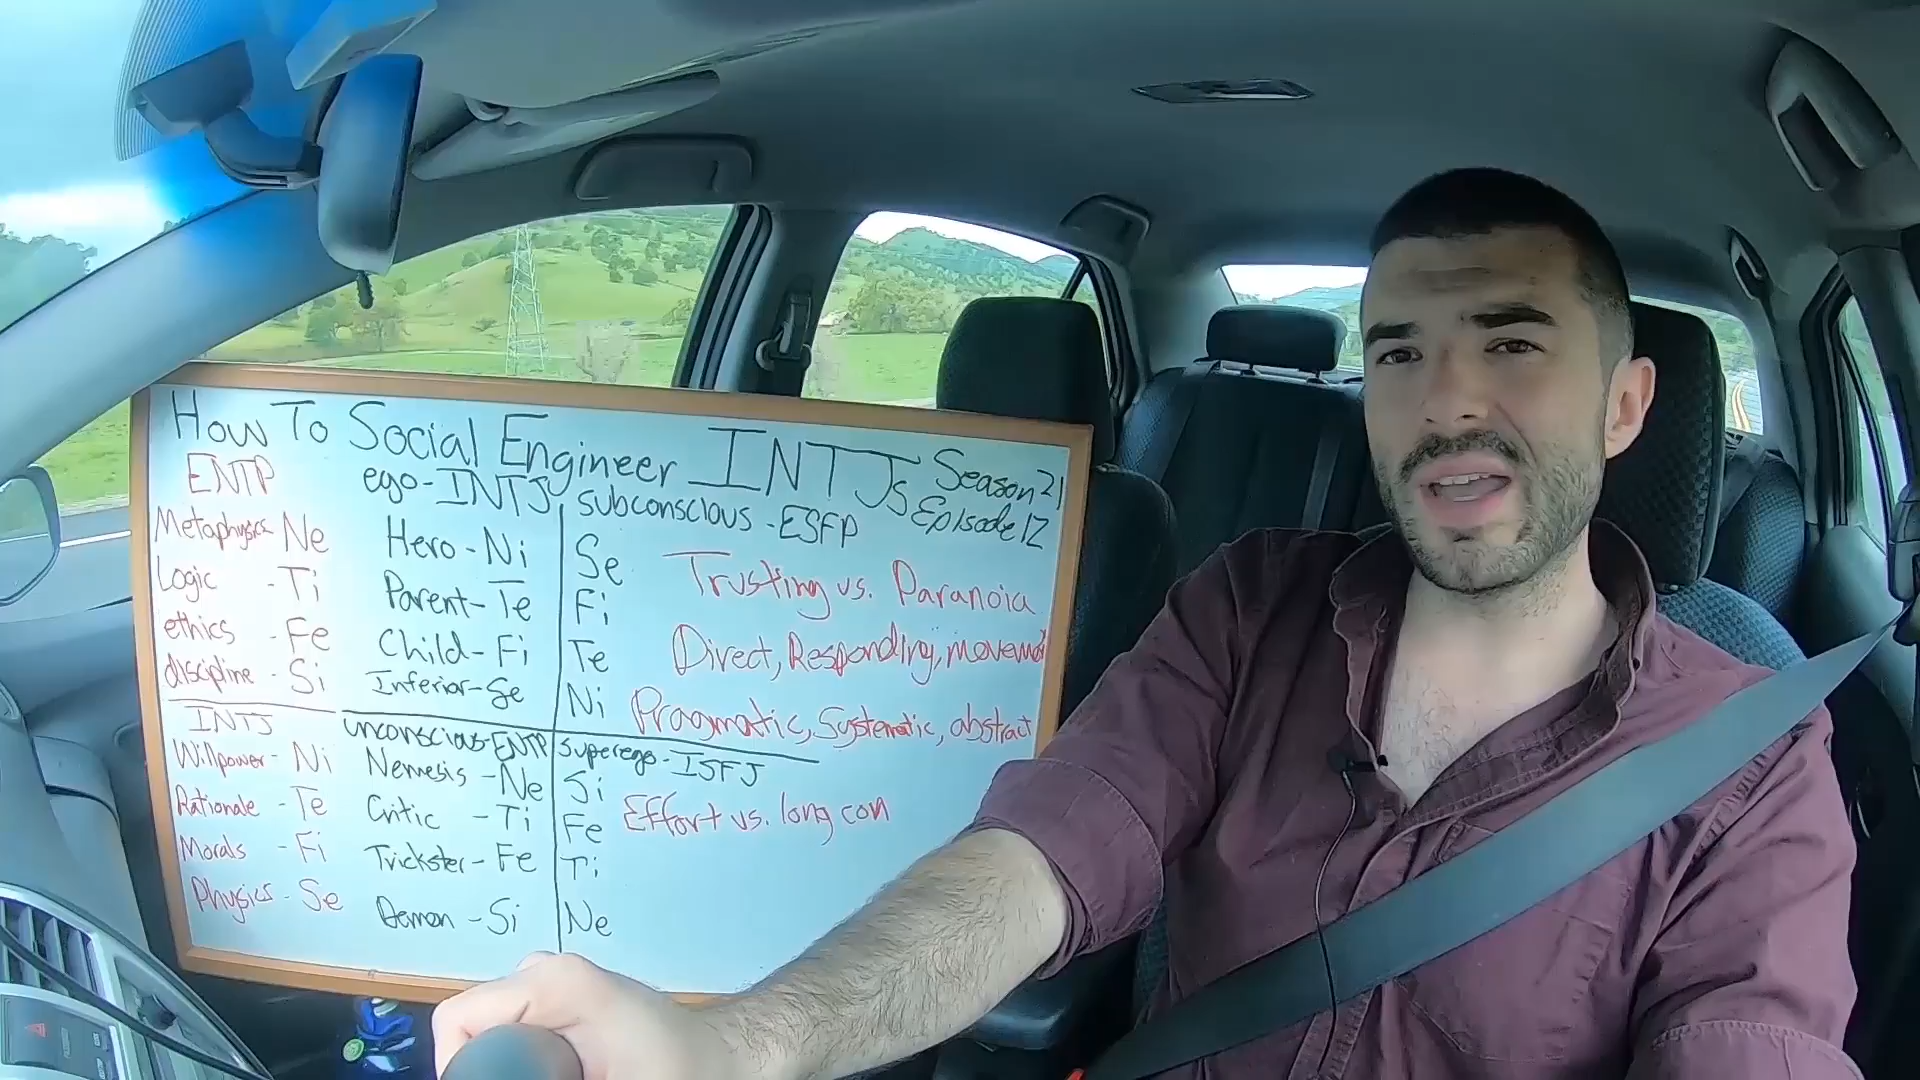 How To Social Engineer INTJs Season 21 Episode 12
ENTP
Metaphysics Ne
Logic - Ti
ethics - Fe
discipline - Si
INTJ
Willpower - Ni
Rationale - Te
Morals - Fi
Physics - Se
ego - INTJ
Hero - Ni
Parent - Te
Child - Fi
Inferior - Se
subconscious - ESFP
Se
Fi
Te
Ni
unconscious - ENTP
Nemesis - Ne
Critic - Ti
Trickster - Fe
Demon - Si
Superego - ISFJ
Si
Fe
Ti
Ne
Trusting vs. Paranoia
Direct, Responding, movement
Pragmatic, Systematic, abstract
Effort vs. long con